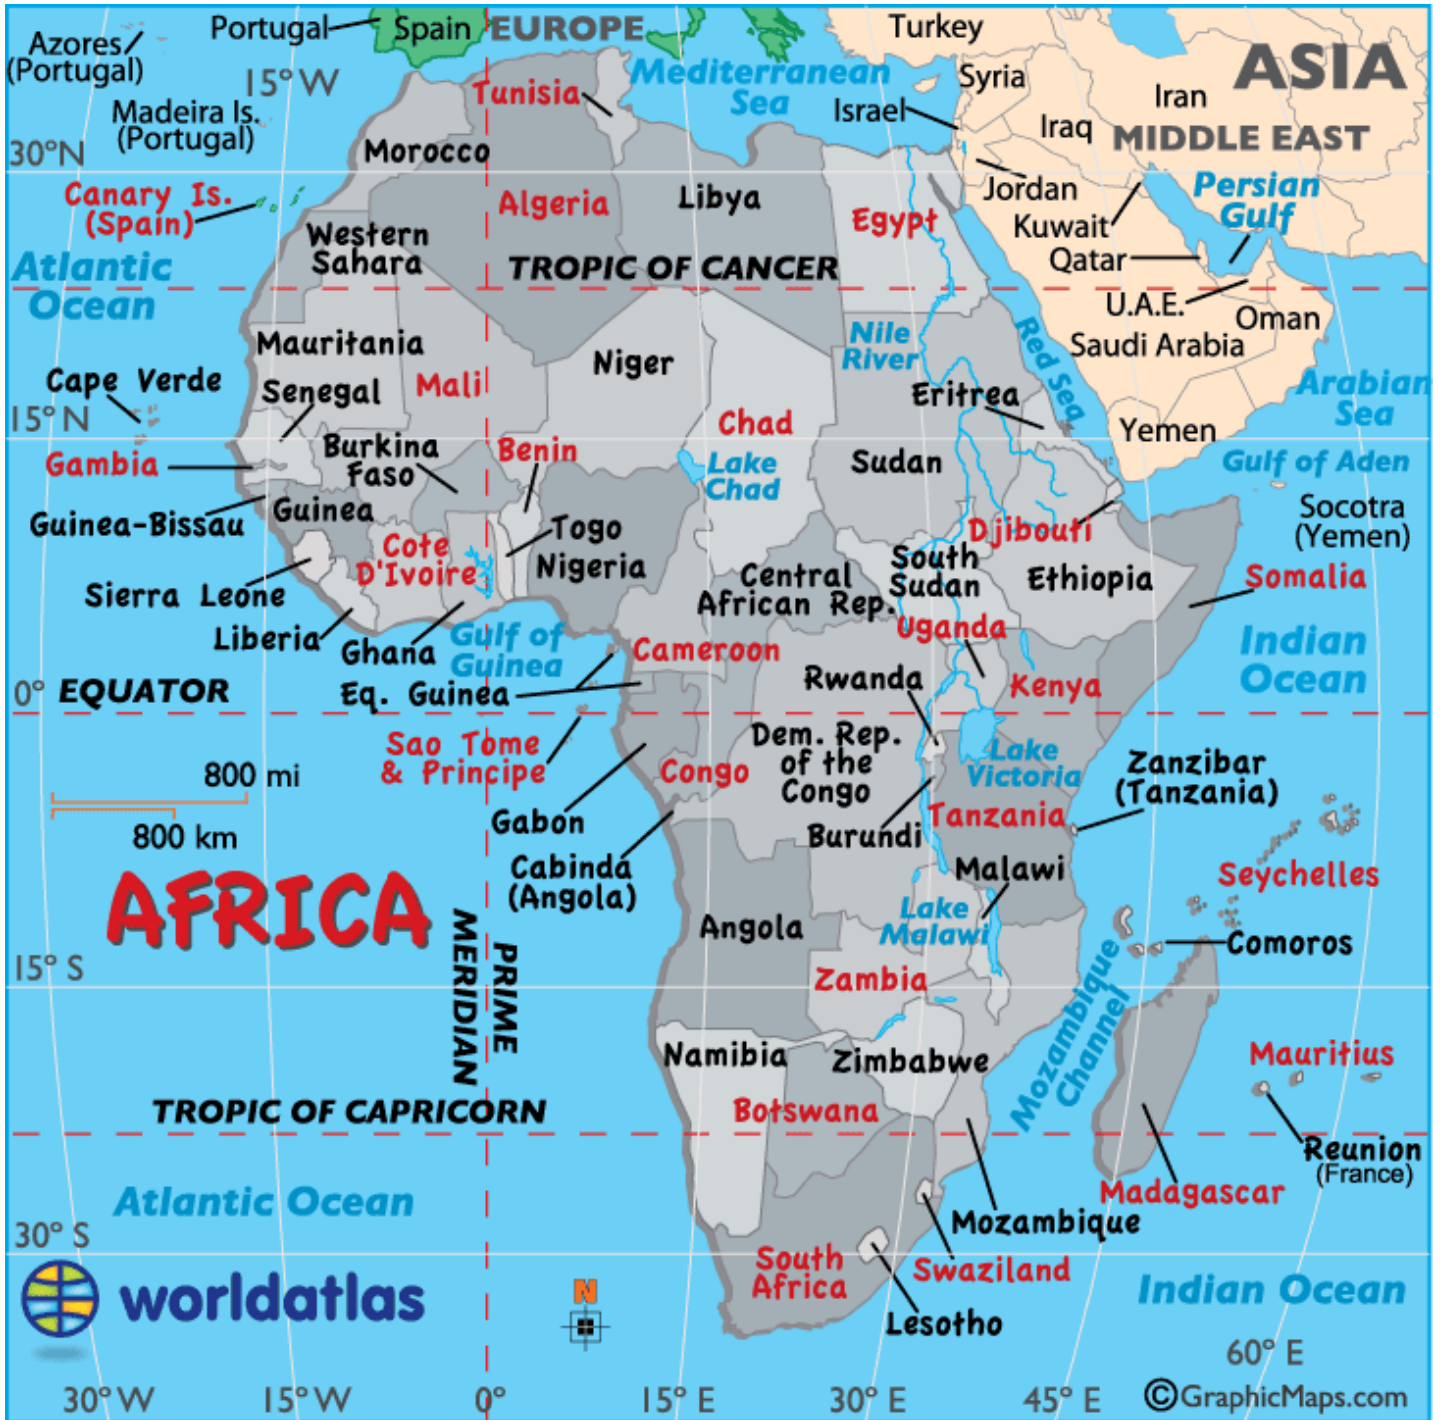 Azores
(Portugal)
Portugal
Spain
EUROPE
Turkey
ASIA
15° W
Tunisia
Mediterranean
Sea
Syria
Iran
Madeira Is.
(Portugal)
Israel
Iraq
MIDDLE EAST
30°N
Morocco
Canary Is.
(Spain)
Algeria
Libya
Egypt
Jordan
Kuwait
Persian
Gulf
Qatar
Western
Sahara
Atlantic
Ocean
TROPIC OF CANCER
U.A.E.
Oman
Saudi Arabia
Red Sea
Nile
River
Mauritania
Niger
Cape Verde
Senegal
Mali
Eritrea
Arabian
Sea
15° N
Chad
Yemen
Gambia
Burkina
Faso
Benin
Lake
Chad
Sudan
Gulf of Aden
Guinea-Bissau
Guinea
Togo
Nigeria
Djibouti
Socotra
(Yemen)
Cote
D'Ivoire
Central
African Rep.
South
Sudan
Ethiopia
Somalia
Sierra Leone
Liberia
Ghana
Gulf of
Guinea
Cameroon
Uganda
Indian
Ocean
0°
EQUATOR
Eq. Guinea
Rwanda
Kenya
Sao Tome
& Principe
Congo
Dem. Rep.
of the
Congo
Lake
Victoria
Zanzibar
(Tanzania)
800 mi
800 km
Gabon
Burundi
Tanzania
Cabinda
(Angola)
Malawi
Seychelles
AFRICA
Angola
Lake
Malawi
Comoros
PRIME
MERIDIAN
15° S
Zambia
Mozambique
Channel
Namibia
Zimbabwe
Mauritius
TROPIC OF CAPRICORN
Botswana
Reunion
(France)
Madagascar
Atlantic Ocean
Mozambique
30° S
South
Africa
Swaziland
Indian Ocean
worldatlas
N
Lesotho
60° E
30° W
15° W
0°
15° E
30° E
45° E
©GraphicMaps.com